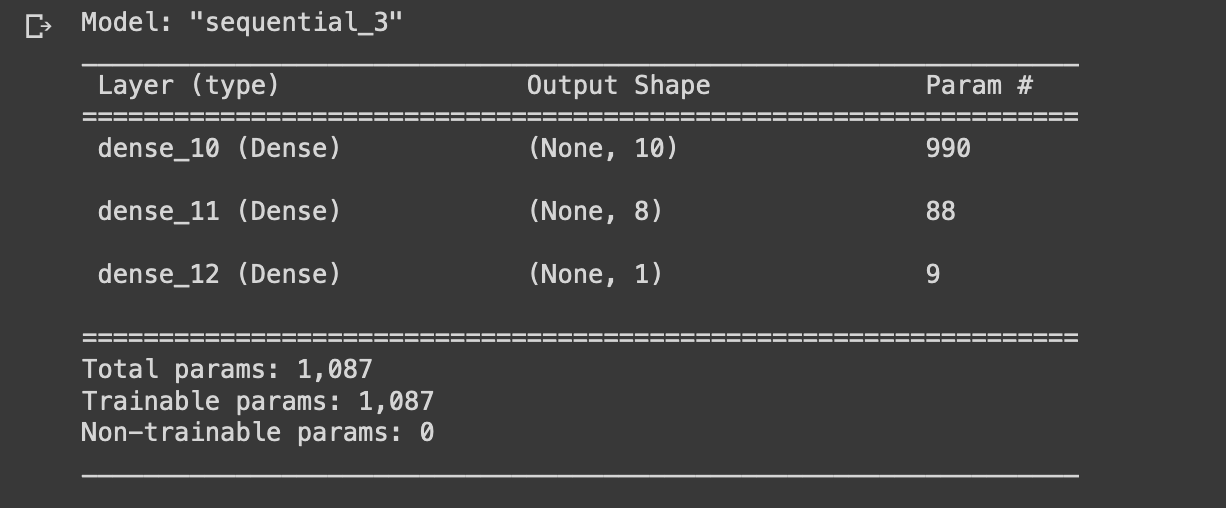 Model: "sequential_3"
Layer (type) Output Shape Param #
dense_10 (Dense) (None, 10) 990
dense_11 (Dense) (None, 8) 88
dense_12 (Dense) (None, 1) 9
Total params: 1,087
Trainable params: 1,087
Non-trainable params: 0